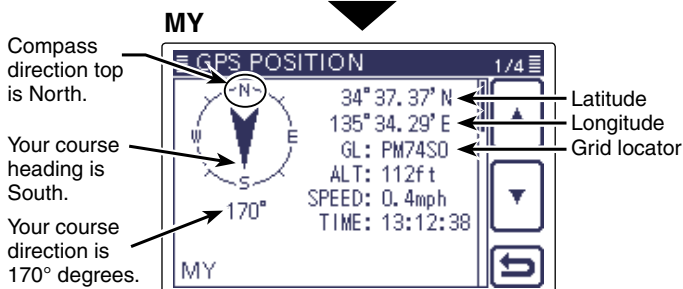 MY
Compass
direction top
is North.
Your course
heading is
South.
Your course
direction is
170° degrees.
GPS POSITION 1/4
N
W E
S
170°
34°37.37'N
135°34.29'E
GL: PM74SO
ALT: 112ft
SPEED: 0.4mph
TIME: 13:12:38
MY
Latitude
Longitude
Grid locator